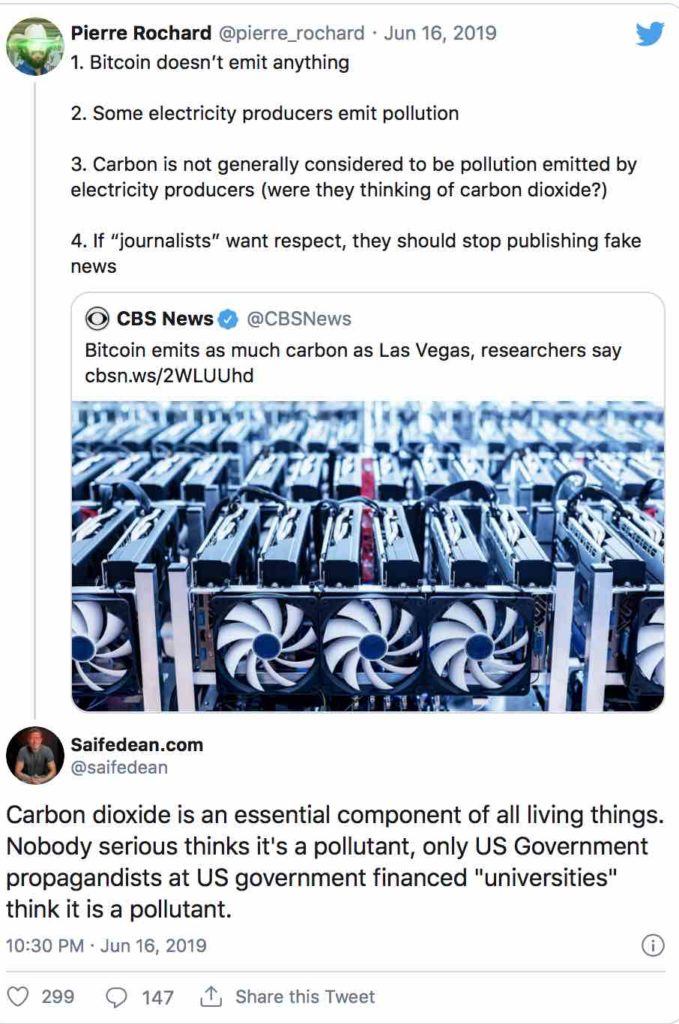 Pierre Rochard @pierre_rochard · Jun 16, 2019
1. Bitcoin doesn’t emit anything
2. Some electricity producers emit pollution
3. Carbon is not generally considered to be pollution emitted by
electricity producers (were they thinking of carbon dioxide?)
4. If “journalists” want respect, they should stop publishing fake
news
CBS News @CBSNews
Bitcoin emits as much carbon as Las Vegas, researchers say
cbsn.ws/2WLUUhd
Saifedean.com
@saifedean
Carbon dioxide is an essential component of all living things.
Nobody serious thinks it's a pollutant, only US Government
propagandists at US government financed "universities"
think it is a pollutant.
10:30 PM · Jun 16, 2019
299 147 Share this Tweet